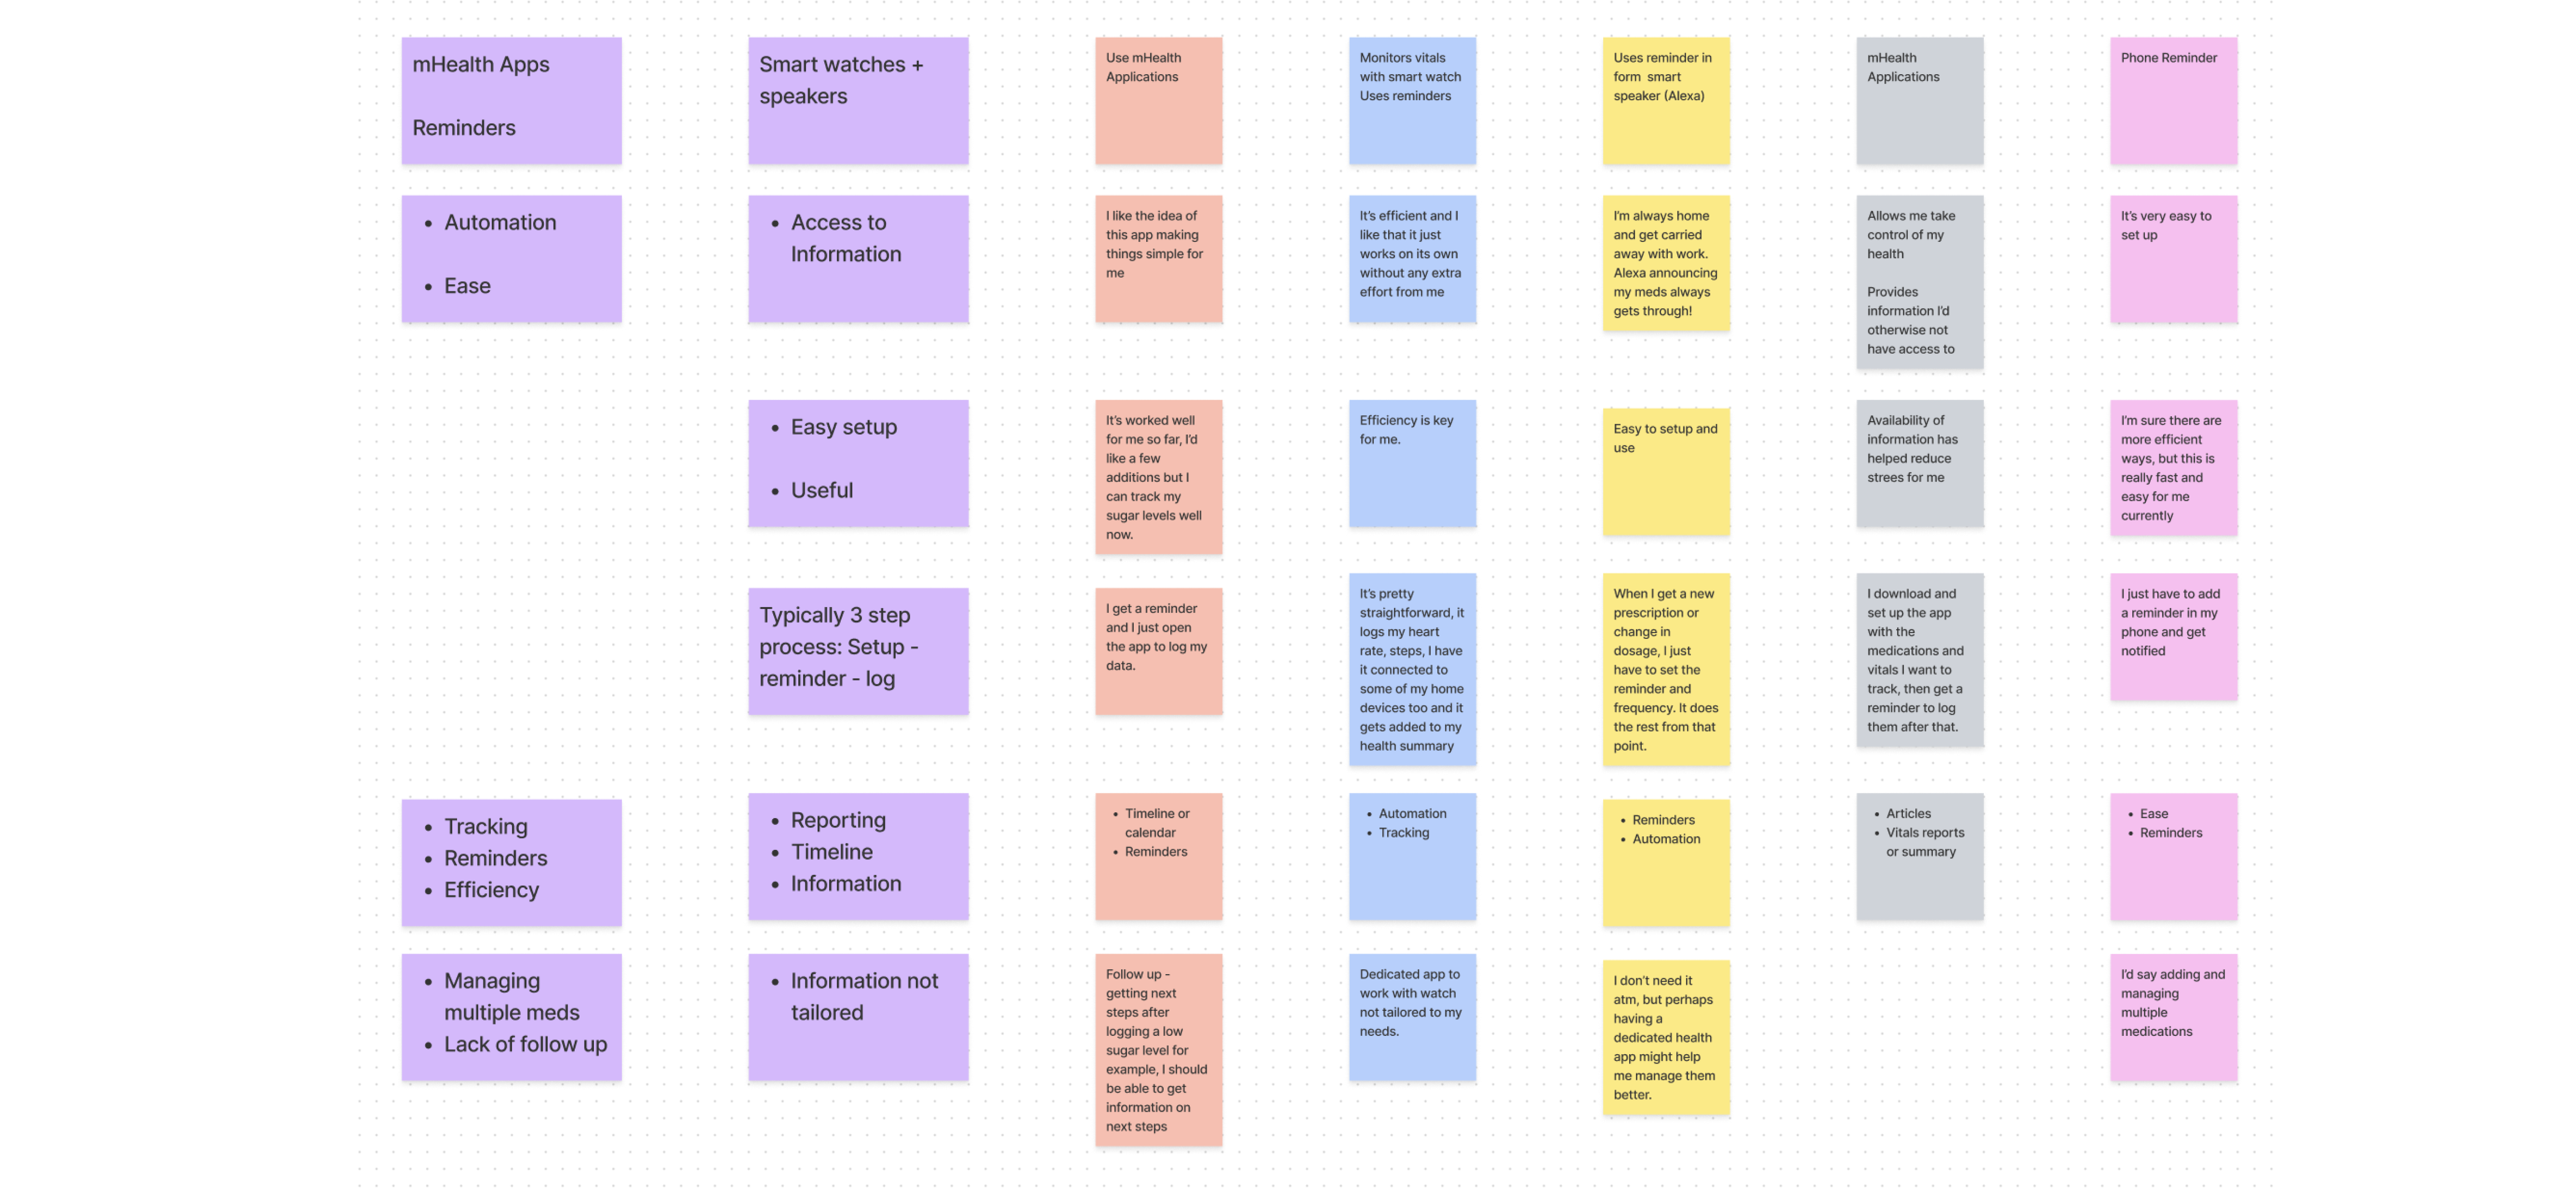 mHealth Apps
Reminders
Smart watches +
speakers
Use mHealth
Applications
Monitors vitals
with smart watch
Uses reminders
Uses reminder in
form  smart
speaker (Alexa)
mHealth
Applications
Phone Reminder
• Automation
• Ease
• Access to
Information
I like the idea of
this app making
things simple for
me
It's efficient and I
like that it just
works on its own
without any extra
effort from me
I'm always home
and get carried
away with work.
Alexa announcing
my meds always
gets through!
Allows me take
control of my
health
Provides
information I'd
otherwise not
have access to
It's very easy to
set up
• Easy setup
• Useful
It's worked well
for me so far, I'd
like a few
additions but I
can track my
sugar levels well
now.
Efficiency is key
for me.
Easy to setup and
use
Availability of
information has
helped reduce
strees for me
I'm sure there are
more efficient
ways, but this is
really fast and
easy for me
currently
Typically 3 step
process: Setup -
reminder - log
I get a reminder
and I just open
the app to log my
data.
It's pretty
straightforward, it
logs my heart
rate, steps, I have
it connected to
some of my home
devices too and it
gets added to my
health summary
When I get a new
prescription or
change in
dosage, I just
have to set the
reminder and
frequency. It does
the rest from that
point.
I download and
set up the app
with the
medications and
vitals I want to
track, then get a
reminder to log
them after that.
I just have to add
a reminder in my
phone and get
notified
• Tracking
• Reminders
• Efficiency
• Reporting
• Timeline
• Information
• Timeline or
calendar
• Reminders
• Automation
• Tracking
• Reminders
• Automation
• Articles
• Vitals reports
or summary
• Ease
• Reminders
• Managing
multiple meds
• Lack of follow up
• Information not
tailored
Follow up -
getting next
steps after
logging a low
sugar level for
example, I should
be able to get
information on
next steps
Dedicated app to
work with watch
not tailored to my
needs.
I don't need it
atm, but perhaps
having a
dedicated health
app might help
me manage them
better.
I'd say adding and
managing
multiple
medications